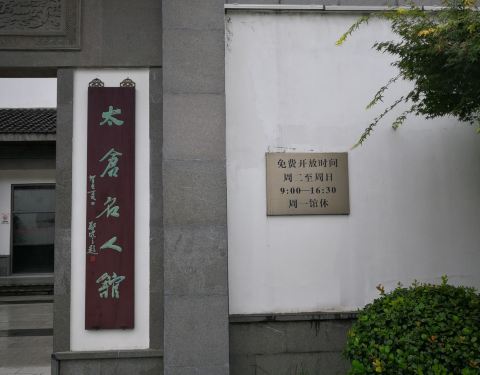 太倉名人館
免费开放时间
周二至周日
9:00—16:30
周一馆休